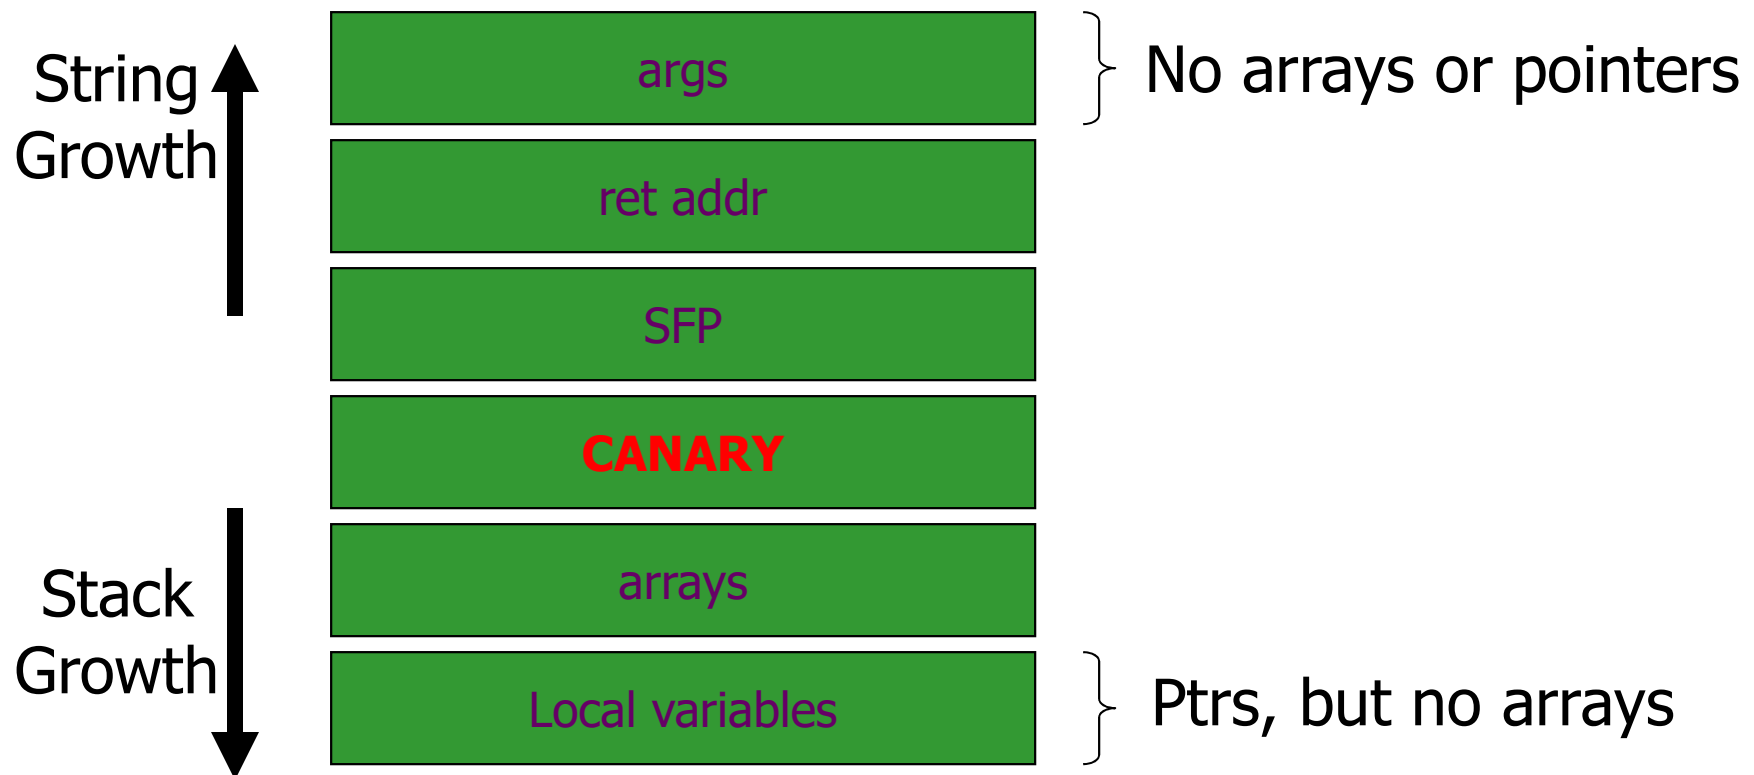 String
Growth
args
No arrays or pointers
ret addr
SFP
CANARY
arrays
Stack
Growth
Local variables
Ptrs, but no arrays